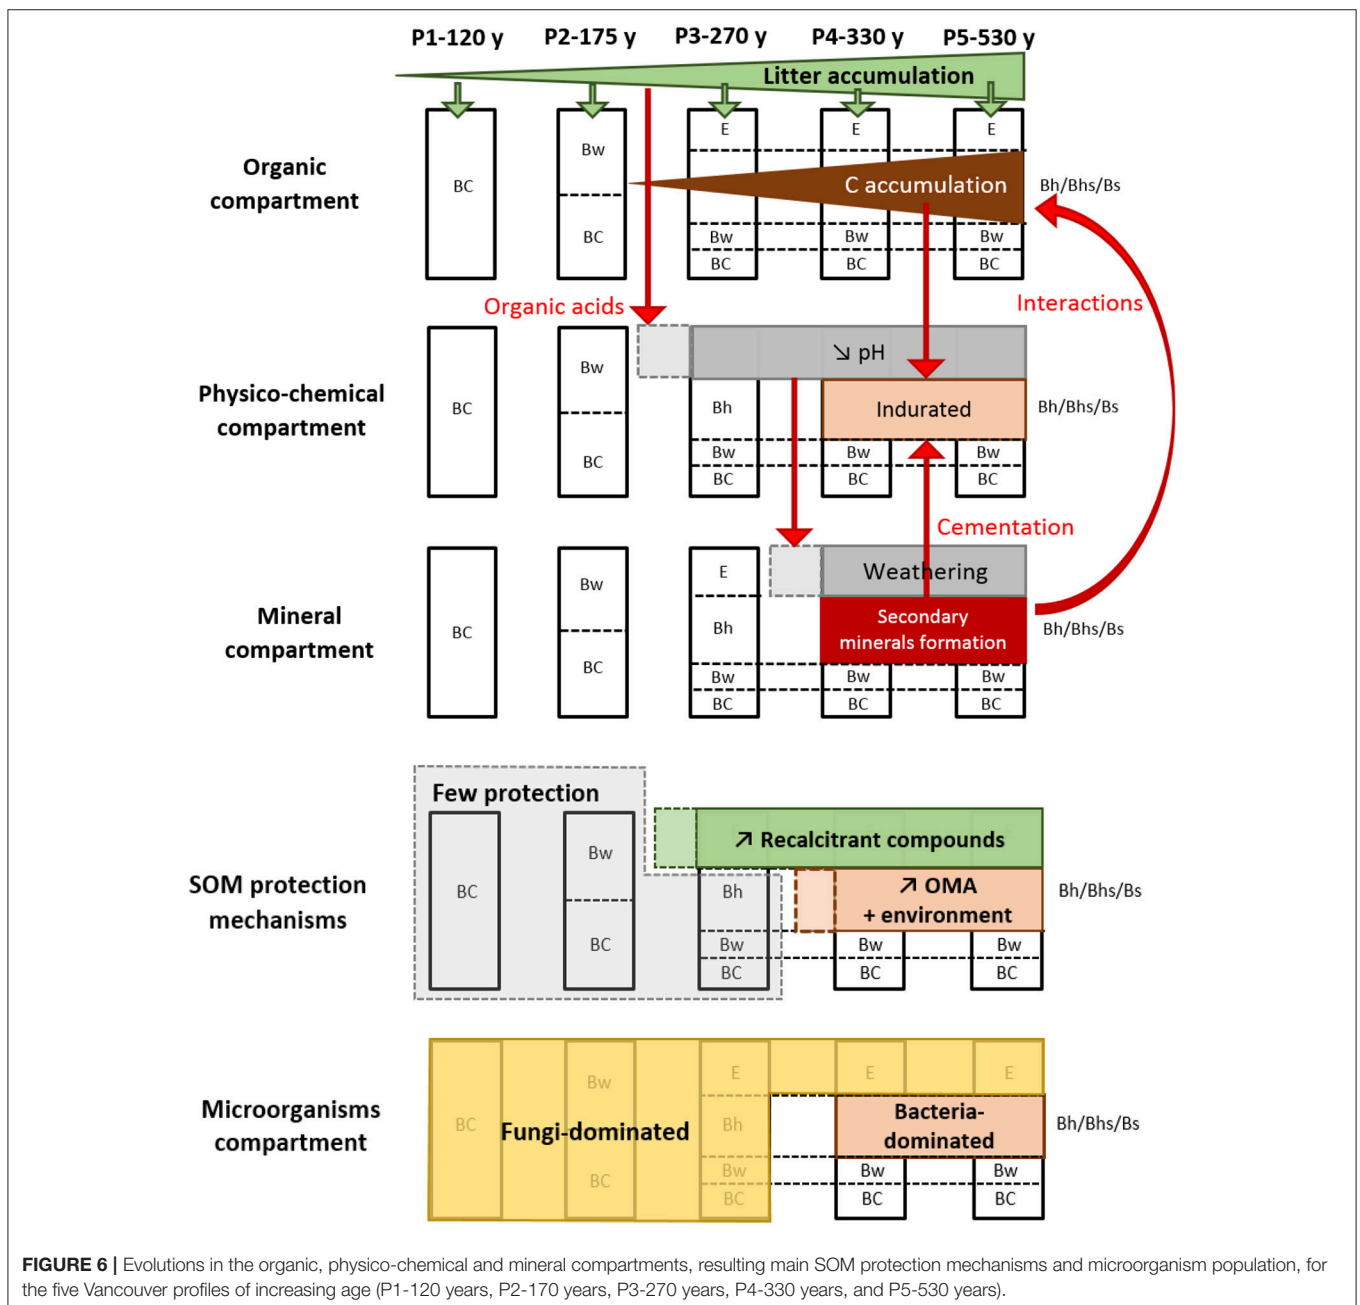 P1-120 y P2-175 y P3-270 y P4-330 y P5-530 y
Litter accumulation
Organic
compartment
BC
Bw
BC
E
Bw
BC
E
Bw
BC
E
Bw
BC
C accumulation
Bh/Bhs/Bs
Organic acids
Interactions
Physico-chemical
compartment
BC
Bw
BC
↘ pH
Bh
Bw
BC
Indurated
Bw
BC
Bw
BC
Bh/Bhs/Bs
Cementation
Mineral
compartment
BC
Bw
BC
E
Bh
Bw
BC
Weathering
Secondary
minerals formation
Bw
BC
Bw
BC
Bh/Bhs/Bs
SOM protection
mechanisms
Few protection
BC
Bw
BC
Bh
Bw
BC
↗ Recalcitrant compounds
↗ OMA
+ environment
Bw
BC
Bw
BC
Bh/Bhs/Bs
Microorganisms
compartment
BC
Bw
BC
E
Bh
Bw
BC
E
E
Fungi-dominated
Bacteria-
dominated
Bw
BC
Bw
BC
Bh/Bhs/Bs
FIGURE 6 | Evolutions in the organic, physico-chemical and mineral compartments, resulting main SOM protection mechanisms and microorganism population, for
the five Vancouver profiles of increasing age (P1-120 years, P2-170 years, P3-270 years, P4-330 years, and P5-530 years).